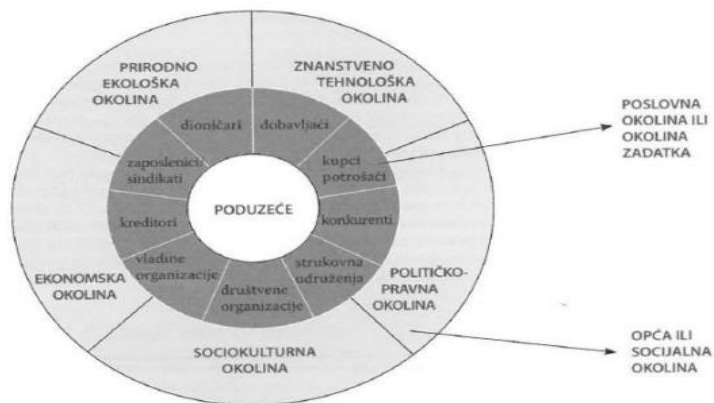 PRIRODNO
EKOLOŠKA
OKOLINA
ZNANSTVENO
TEHNOLOŠKA
OKOLINA
POSLOVNA
OKOLINA ILI
OKOLINA
ZADATKA
dioničari
dobavljači
zaposlenici/
sindikati
kupci
potrošači
PODUZEĆE
kreditori
konkurenti
vladine
organizacije
strukovna
udruženja
društvene
organizacije
EKONOMSKA
OKOLINA
POLITIČKO-
PRAVNA
OKOLINA
SOCIOKULTURNA
OKOLINA
OPĆA ILI
SOCIJALNA
OKOLINA